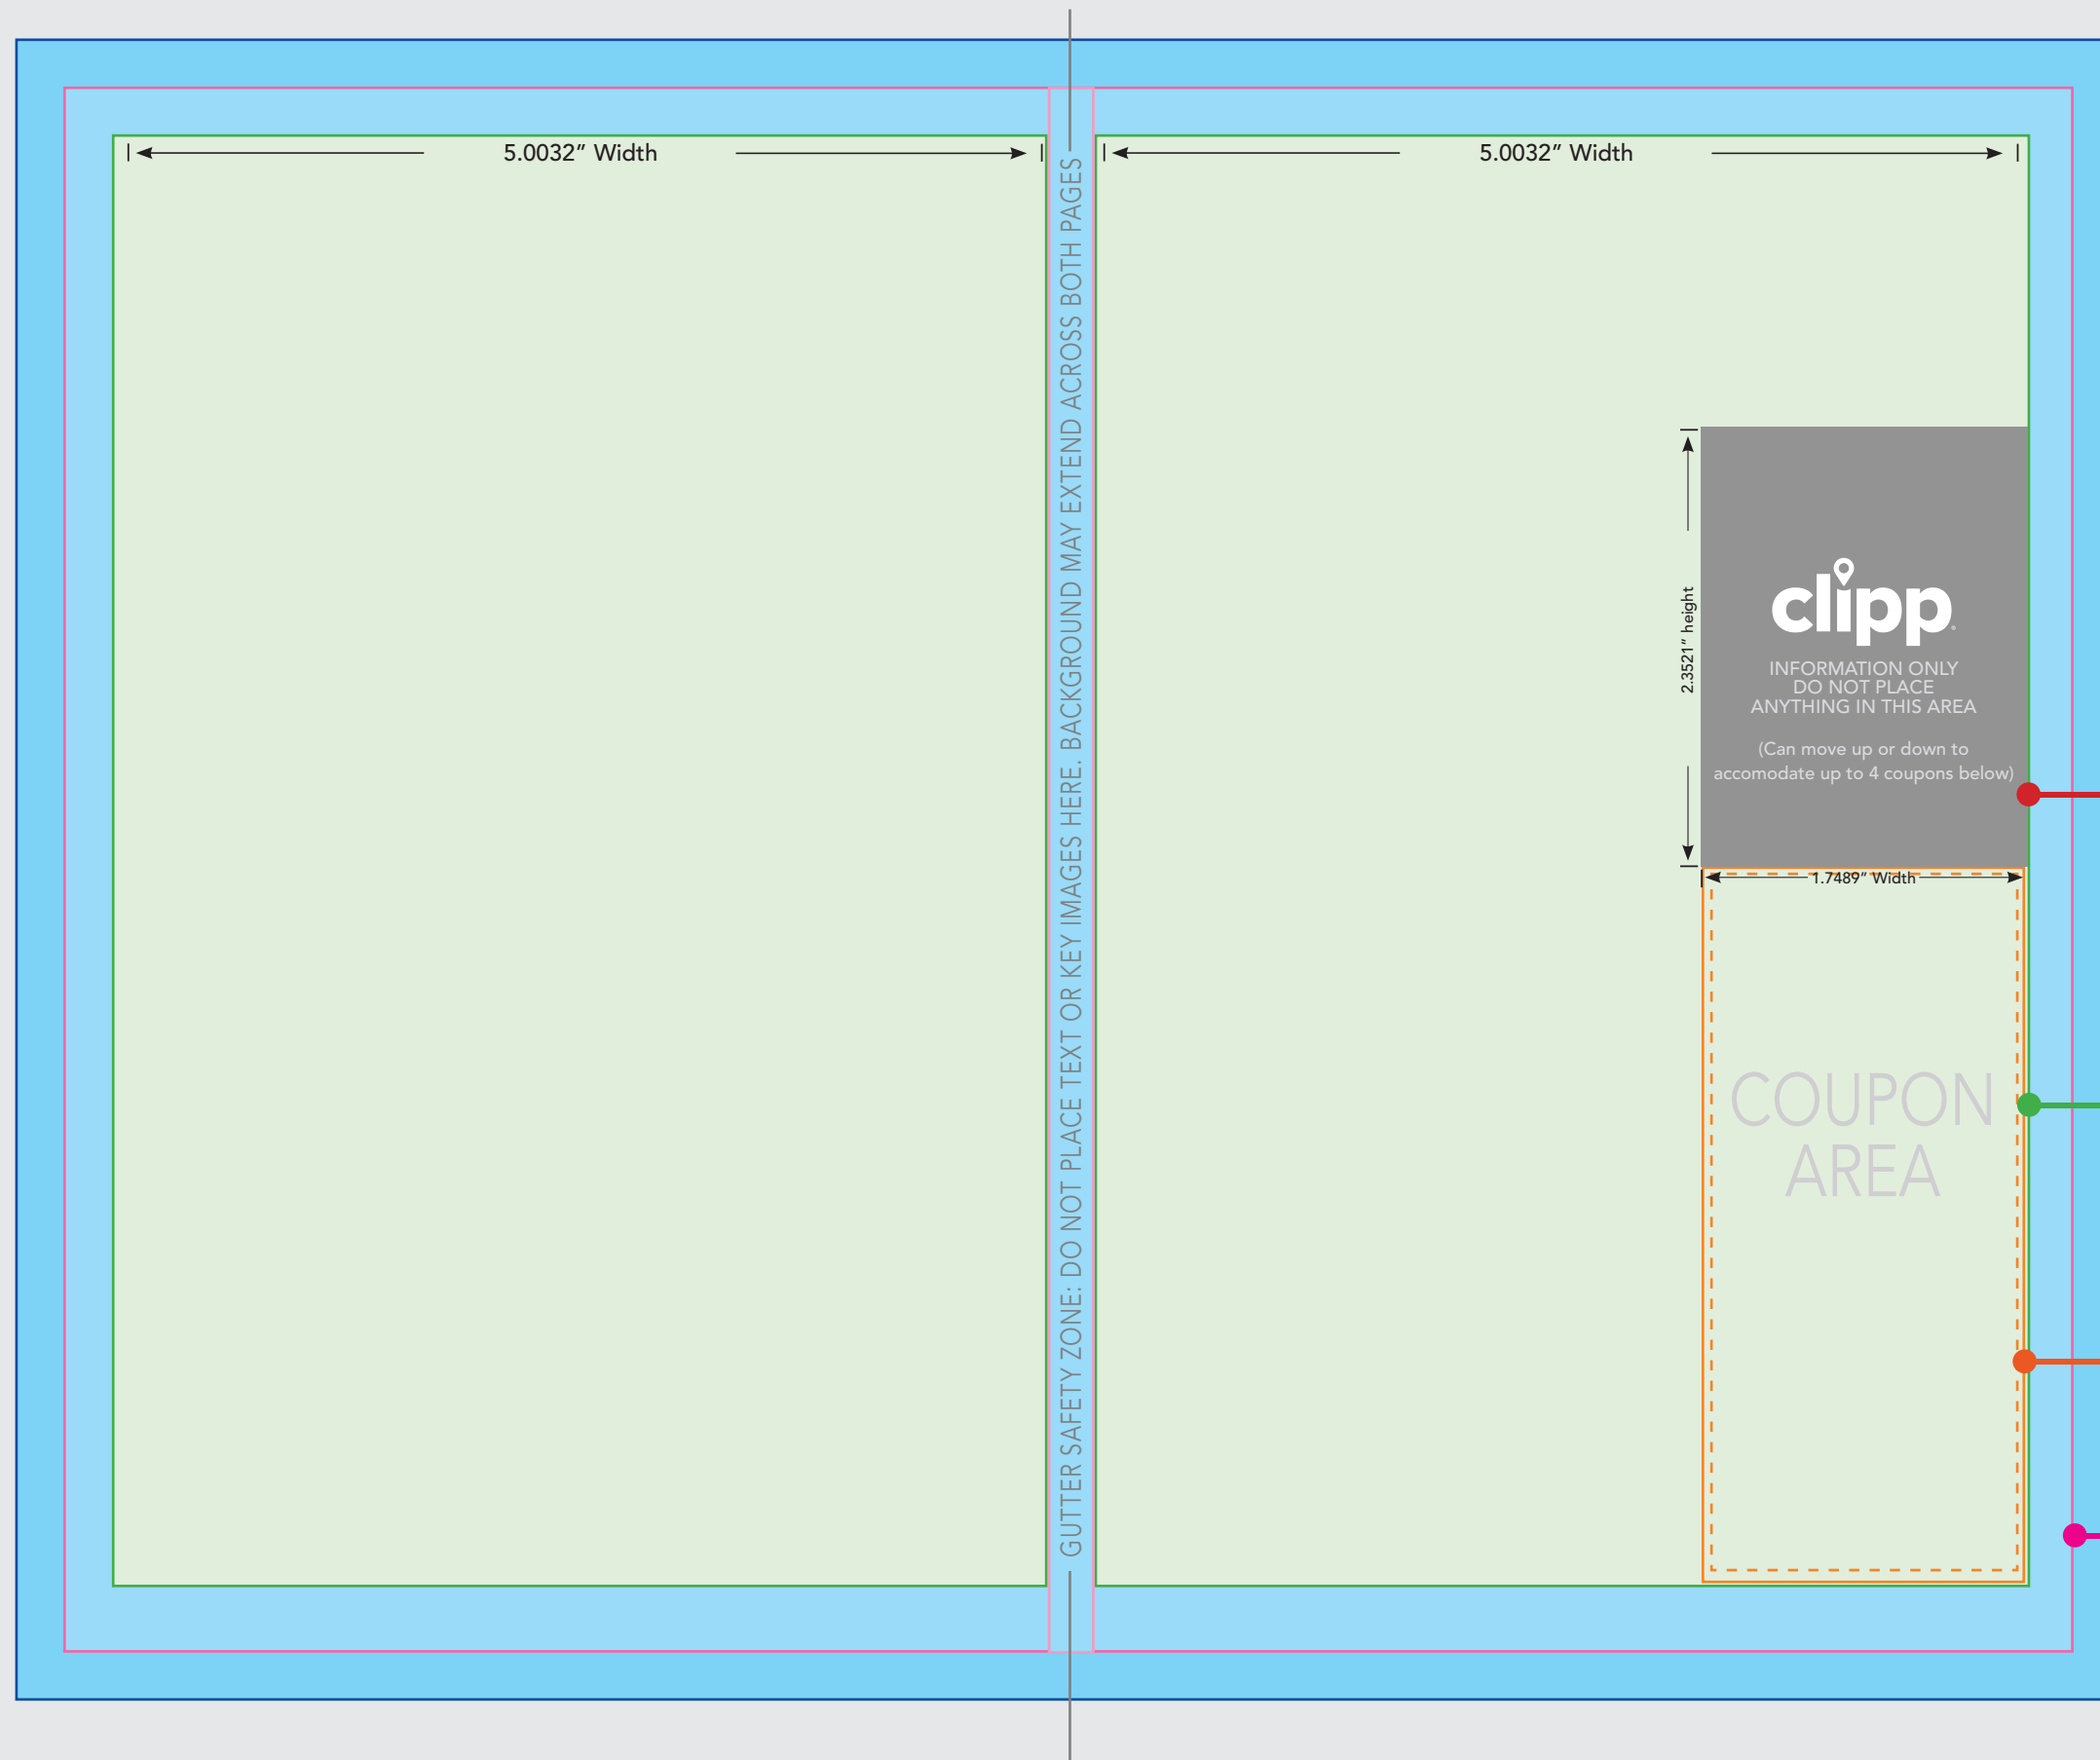 5.0032” Width
5.0032” Width
GUTTER SAFETY ZONE: DO NOT PLACE TEXT OR KEY IMAGES HERE. BACKGROUND MAY EXTEND ACROSS BOTH PAGES
2.3521” height
clipp®
INFORMATION ONLY
DO NOT PLACE
ANYTHING IN THIS AREA
(Can move up or down to
accomodate up to 4 coupons below)
1.7489” Width
COUPON
AREA